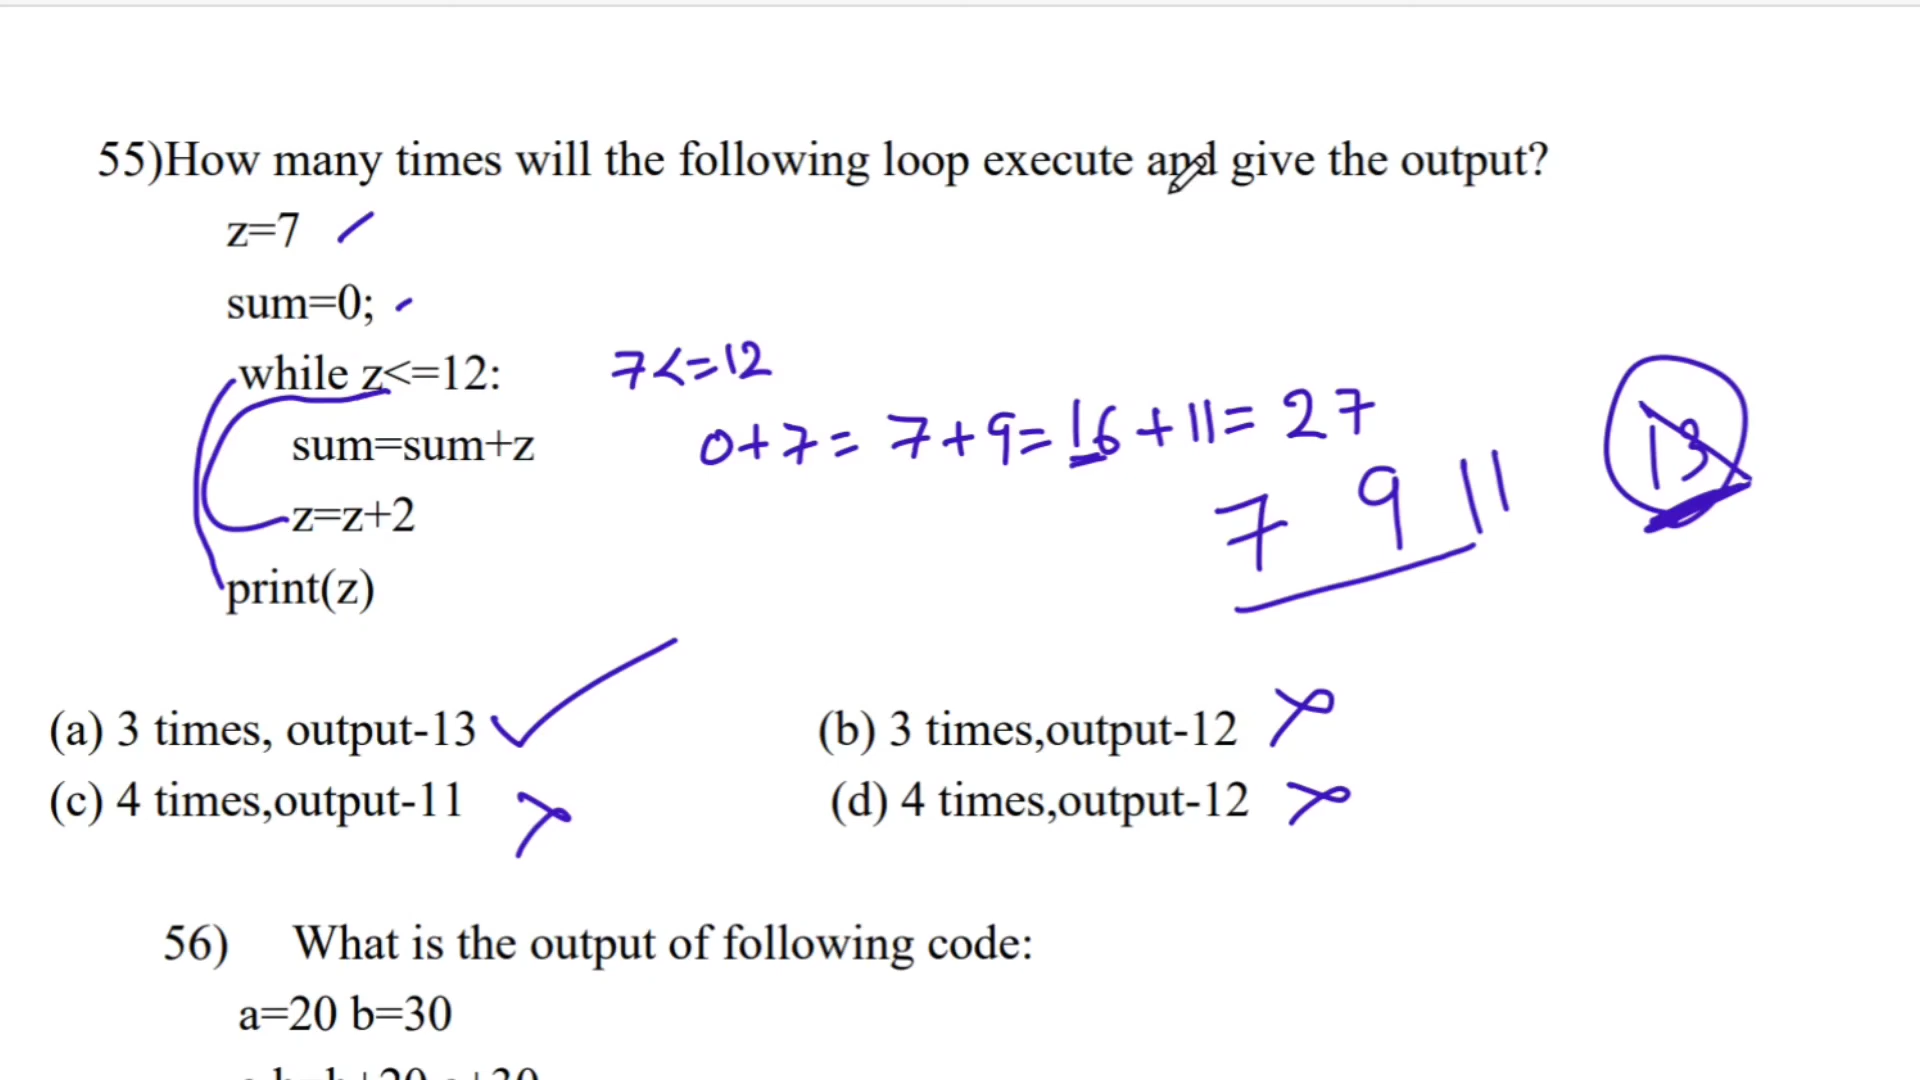 55)How many times will the following loop execute and give the output?
z=7
sum=0;
while z<=12: 7<=12
sum=sum+z 0+7= 7+9=16+11=27
7 9 11 13
z=z+2
print(z)
(a) 3 times, output-13 (b) 3 times,output-12
(c) 4 times,output-11 (d) 4 times,output-12
56) What is the output of following code:
a=20 b=30